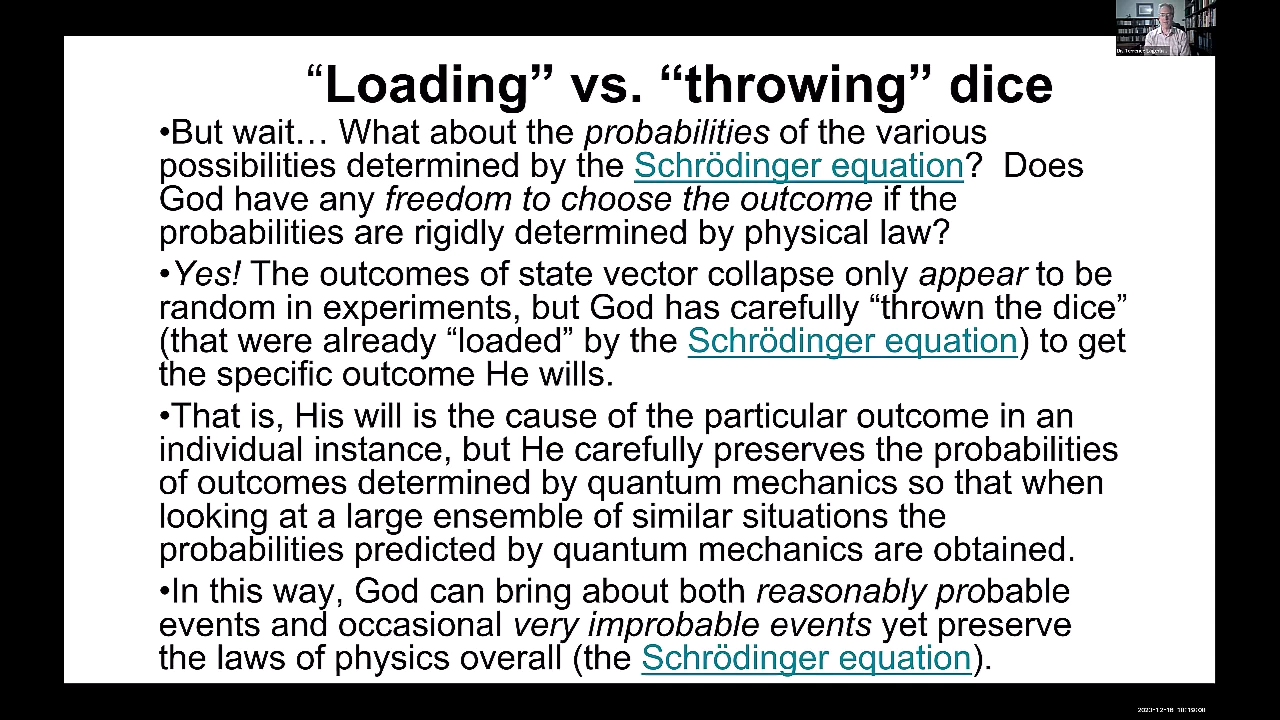 “Loading” vs. “throwing” dice
•But wait… What about the probabilities of the various
possibilities determined by the Schrödinger equation?  Does
God have any freedom to choose the outcome if the
probabilities are rigidly determined by physical law?
•Yes! The outcomes of state vector collapse only appear to be
random in experiments, but God has carefully “thrown the dice”
(that were already “loaded” by the Schrödinger equation) to get
the specific outcome He wills.
•That is, His will is the cause of the particular outcome in an
individual instance, but He carefully preserves the probabilities
of outcomes determined by quantum mechanics so that when
looking at a large ensemble of similar situations the
probabilities predicted by quantum mechanics are obtained.
•In this way, God can bring about both reasonably probable
events and occasional very improbable events yet preserve
the laws of physics overall (the Schrödinger equation).
Dr. Terence